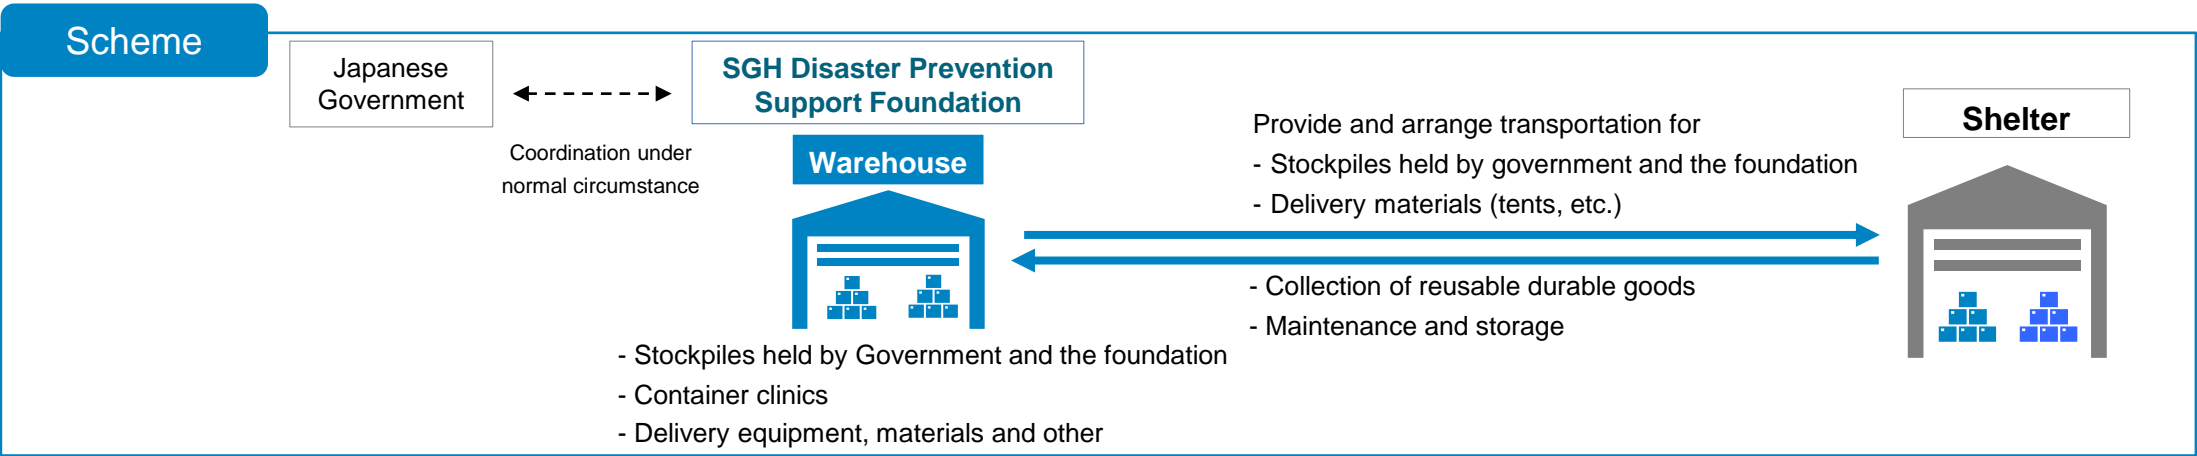 Scheme
Japanese
Government
Coordination under
normal circumstance
SGH Disaster Prevention
Support Foundation
Warehouse
- Stockpiles held by Government and the foundation
- Container clinics
- Delivery equipment, materials and other
Provide and arrange transportation for
- Stockpiles held by government and the foundation
- Delivery materials (tents, etc.)
- Collection of reusable durable goods
- Maintenance and storage
Shelter